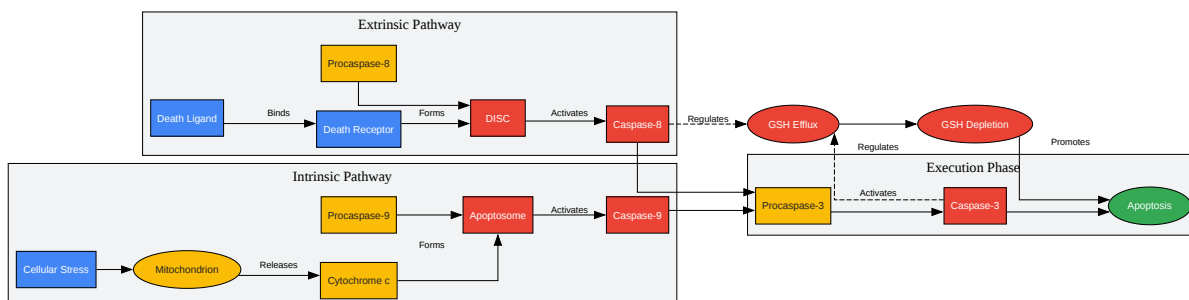 Extrinsic Pathway
Procaspase-8
Death Ligand
Binds
Death Receptor
Forms
DISC
Activates
Caspase-8
Regulates
GSH Efflux
GSH Depletion
Regulates
Promotes
Intrinsic Pathway
Procaspase-9
Apoptosome
Activates
Caspase-9
Forms
Cellular Stress
Mitochondrion
Releases
Cytochrome c
Execution Phase
Procaspase-3
Activates
Caspase-3
Apoptosis